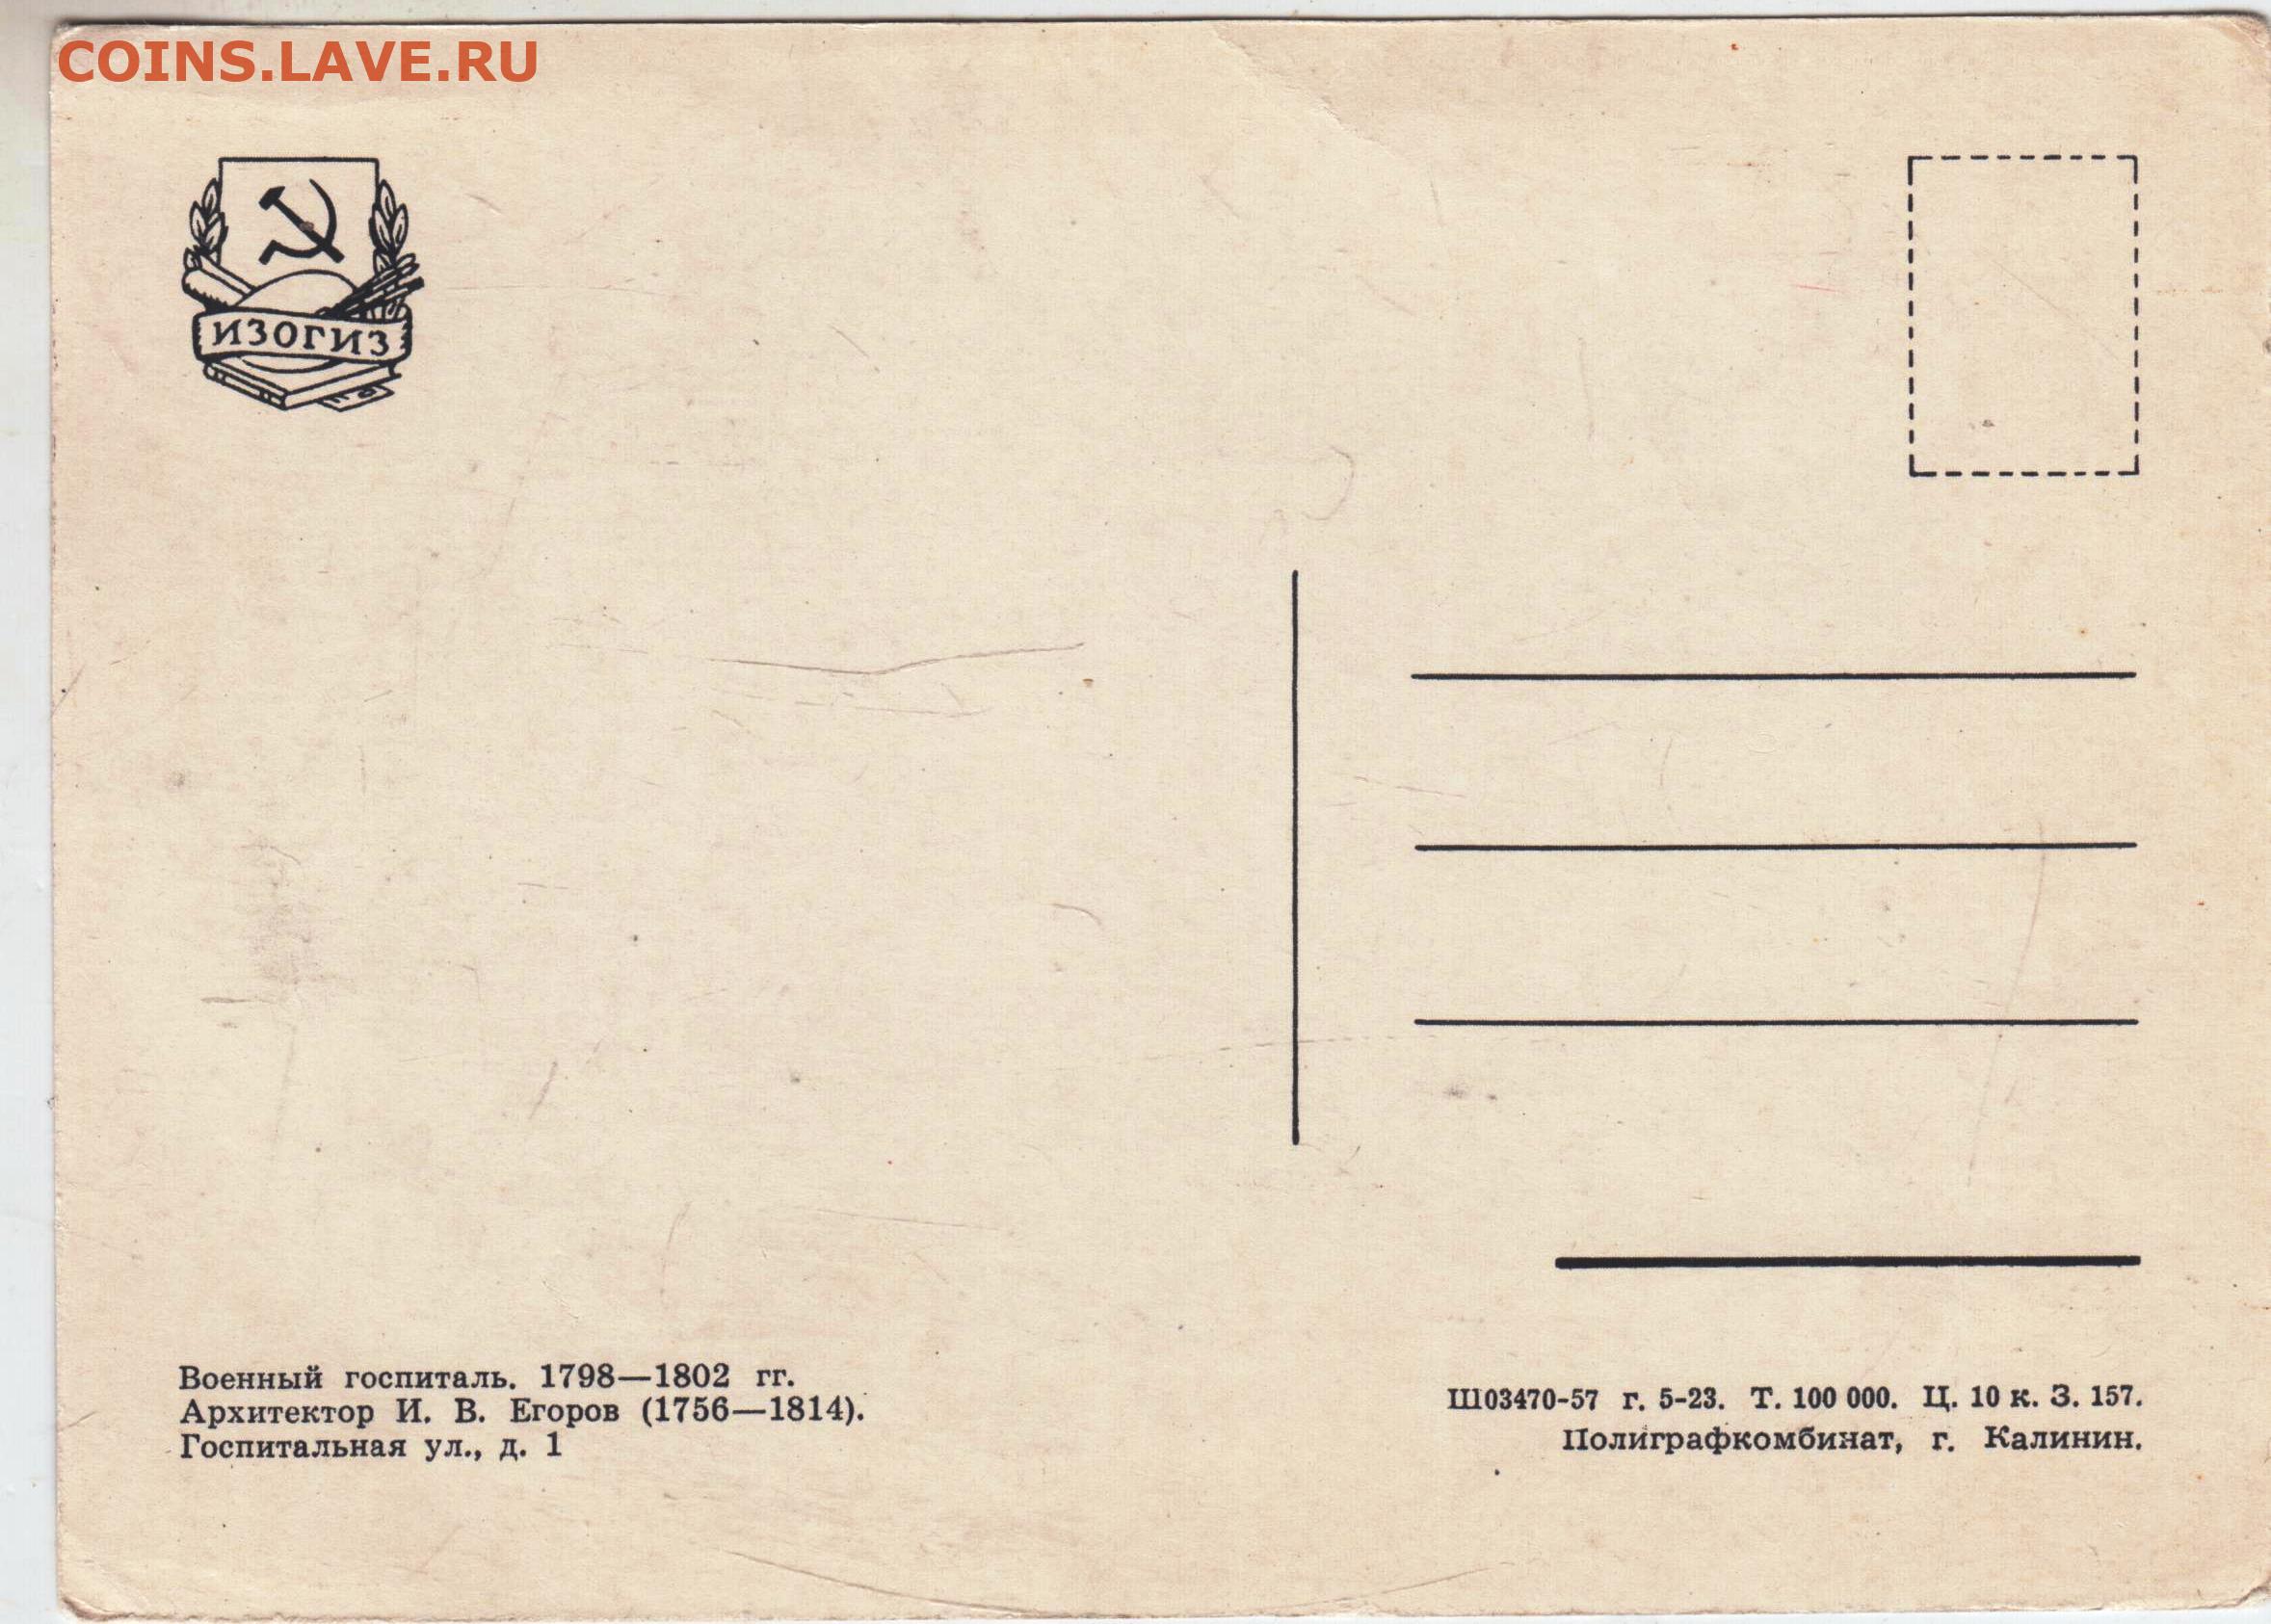 COINS.LAVE.RU
ИЗОГИЗ
Военный госпиталь. 1798—1802 гг.
Архитектор И. В. Егоров (1756—1814).
Госпитальная ул., д. 1
Ш03470-57 г. 5-23. Т. 100 000. Ц. 10 к. З. 157.
Полиграфкомбинат, г. Калинин.